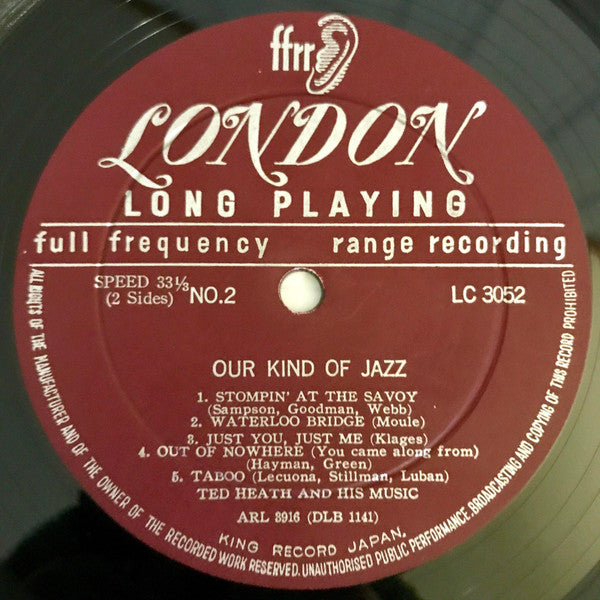 ffrr
LONDON
LONG PLAYING
full frequency range recording
SPEED 33⅓
(2 Sides)
NO.2
LC 3052
OUR KIND OF JAZZ
1. STOMPIN' AT THE SAVOY
(Sampson, Goodman, Webb)
2. WATERLOO BRIDGE (Moule)
3. JUST YOU, JUST ME (Klages)
4. OUT OF NOWHERE (You came along from)
(Hayman, Green)
5. TABOO (Lecuona, Stillman, Luban)
TED HEATH AND HIS MUSIC
ARL 3916 (DLB 1141)
KING RECORD JAPAN.
ALL RIGHTS OF THE MANUFACTURER AND OF THE OWNER OF THE RECORDED WORK RESERVED. UNAUTHORISED PUBLIC PERFORMANCE, BROADCASTING AND COPYING OF THIS RECORD PROHIBITED